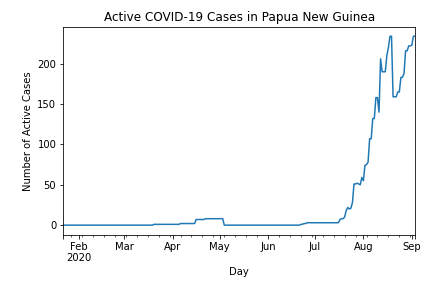 Active COVID-19 Cases in Papua New Guinea
Number of Active Cases
200
150
100
50
0
Feb Mar Apr May Jun Jul Aug Sep
2020
Day